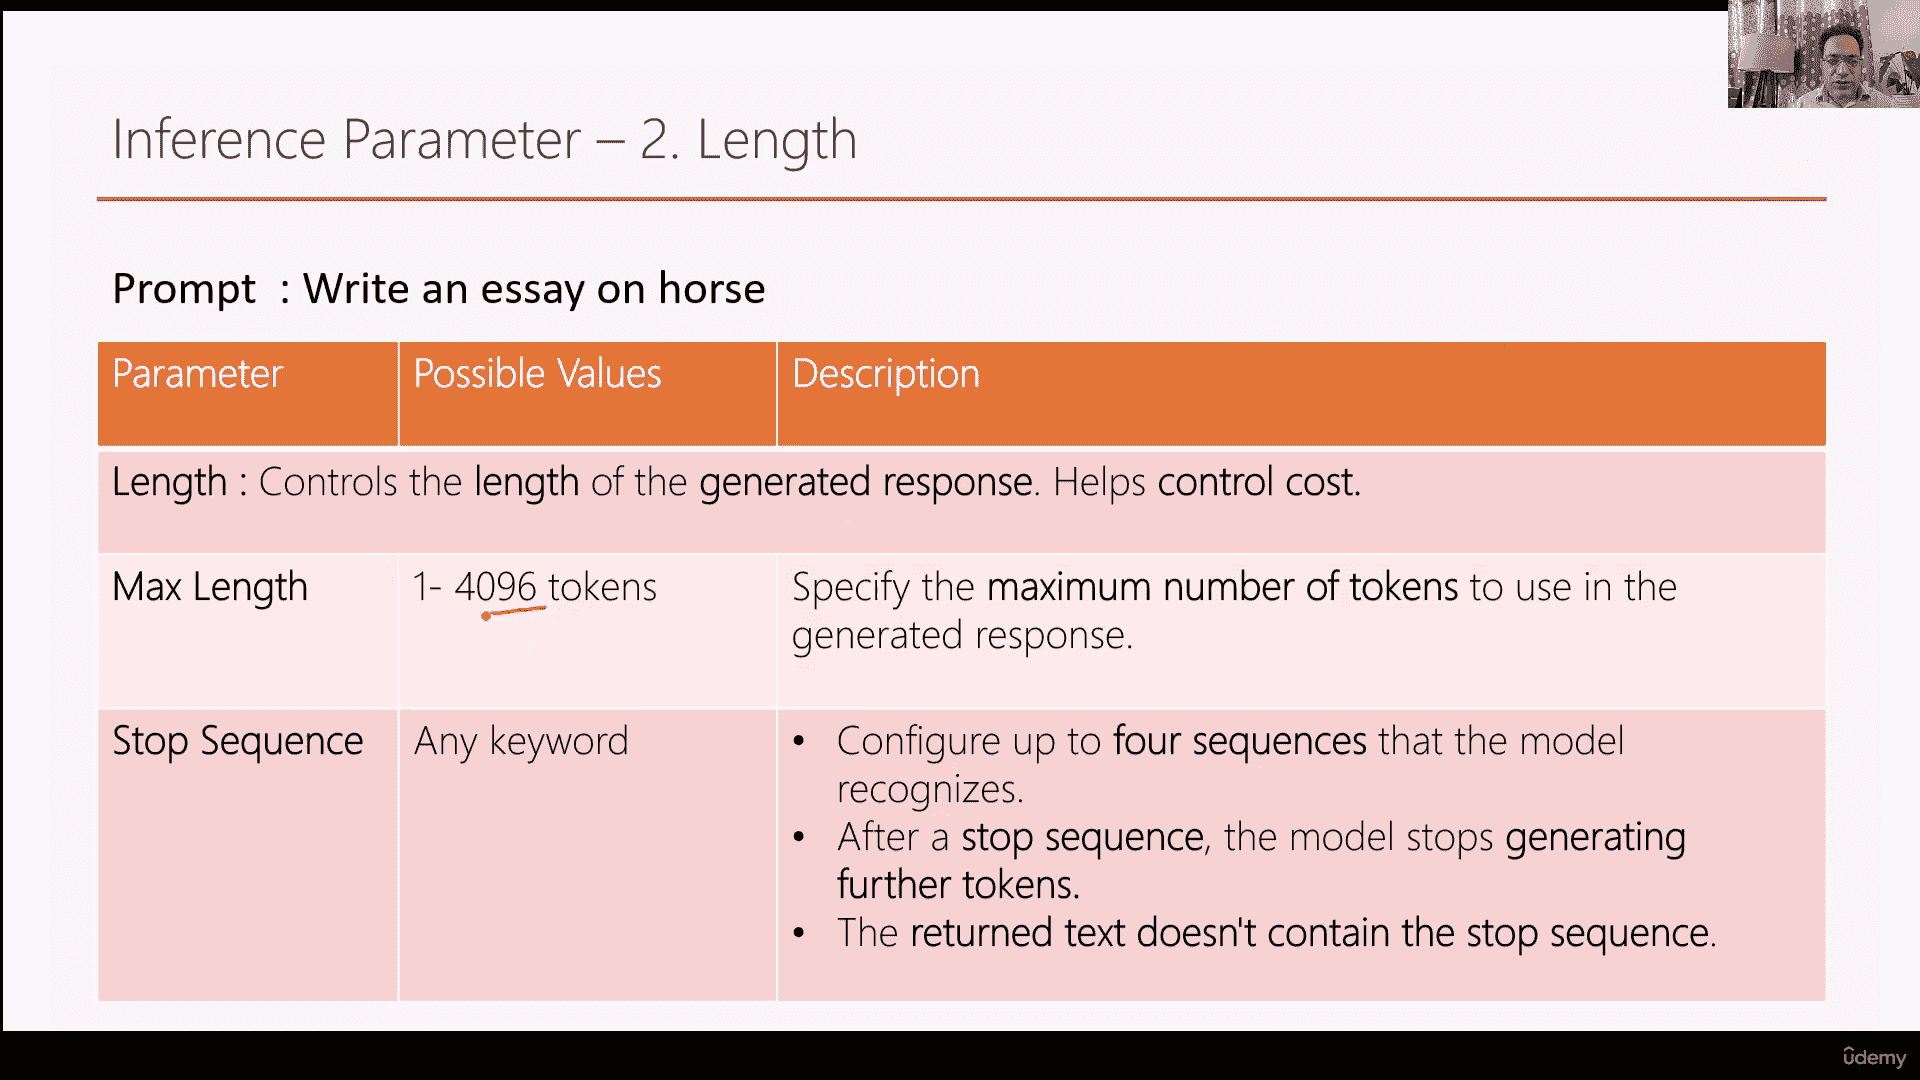 Inference Parameter – 2. Length
Prompt : Write an essay on horse
Parameter
Possible Values
Description
Length : Controls the length of the generated response. Helps control cost.
Max Length
1- 4096 tokens
Specify the maximum number of tokens to use in the
generated response.
Stop Sequence
Any keyword
• Configure up to four sequences that the model
recognizes.
• After a stop sequence, the model stops generating
further tokens.
• The returned text doesn't contain the stop sequence.
ûdemy